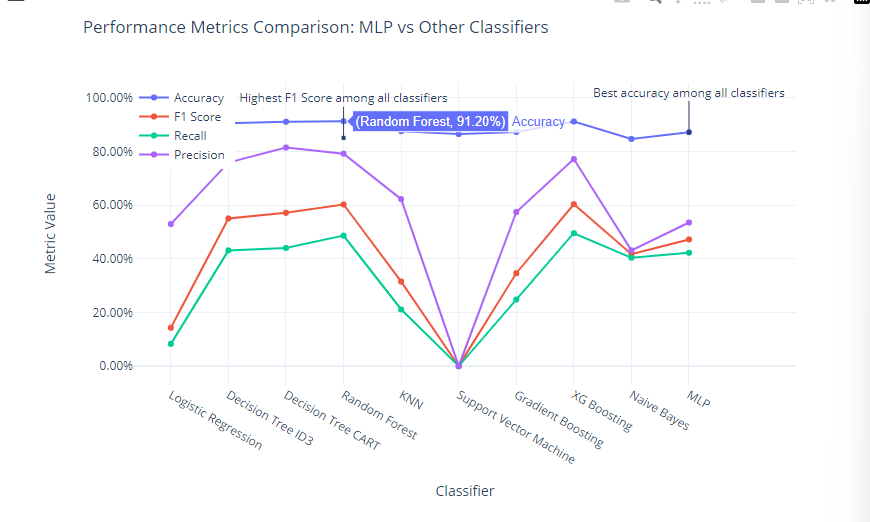 Performance Metrics Comparison: MLP vs Other Classifiers
Best accuracy among all classifiers
Highest F1 Score among all classifiers
Accuracy
F1 Score
Recall
Precision
(Random Forest, 91.20%) Accuracy
100.00%
80.00%
60.00%
40.00%
20.00%
0.00%
Metric Value
Logistic Regression
Decision Tree ID3
Decision Tree CART
Random Forest
KNN
Support Vector Machine
Gradient Boosting
XG Boosting
Naive Bayes
MLP
Classifier